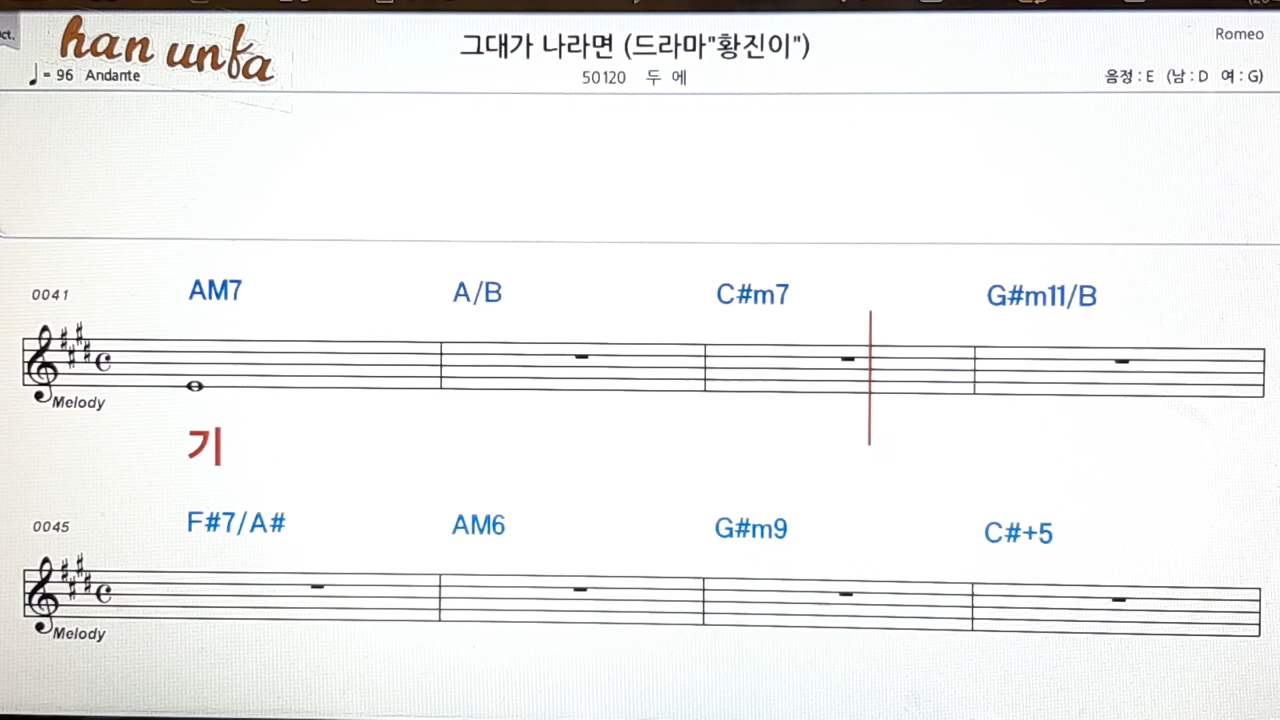 ct.
han unfa
♩= 96 Andante
그대가 나라면 (드라마"황진이")
50120 두 에
Romeo
음정 : E (남 : D 여 : G)
0041
AM7 A/B C#m7 G#m11/B
Melody
기
0045
F#7/A# AM6 G#m9 C#+5
Melody